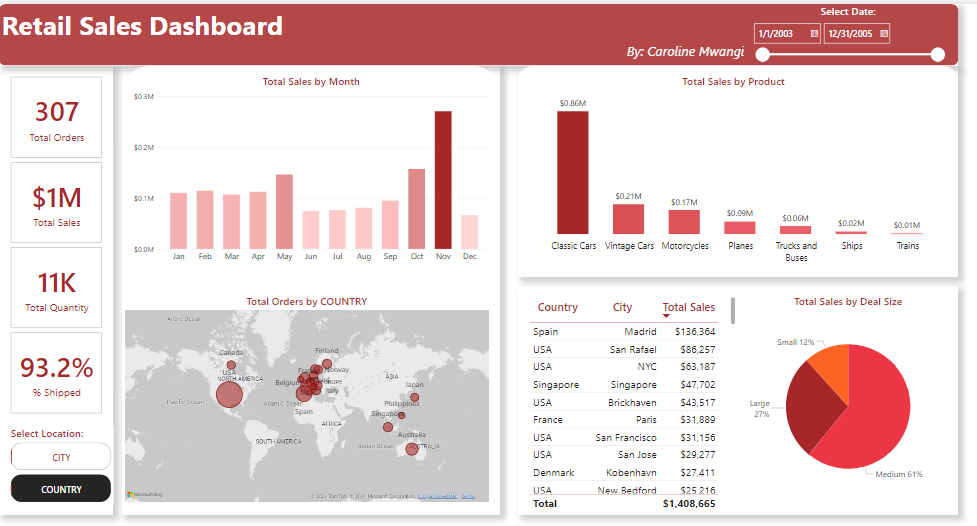 Retail Sales Dashboard
By: Caroline Mwangi
Select Date:
1/1/2003
12/31/2005
307
Total Orders
$1M
Total Sales
11K
Total Quantity
93.2%
% Shipped
Select Location:
CITY
COUNTRY
Total Sales by Month
$0.3M
$0.2M
$0.1M
$0.0M
Jan Feb Mar Apr May Jun Jul Aug Sep Oct Nov Dec
Total Sales by Product
$0.86M
$0.21M
$0.17M
$0.09M
$0.06M
$0.02M
$0.01M
Classic Cars Vintage Cars Motorcycles Planes Trucks and Ships Trains
Buses
Total Orders by COUNTRY
Arctic Ocean
Canada
USA
NORTH AMERICA
Pacific Ocean
Atlantic Ocean
SOUTH AMERICA
Finland
Norway
Belgium
EUROPE
Italy
Spain
AFRICA
ASIA
Japan
Philippines
Singapore
Indian Ocean
Australia
AUSTRALIA
Microsoft Bing
© 2024 TomTom, © 2024 Microsoft Corporation, © OpenStreetMap Terms
Country City Total Sales
Spain Madrid $136,364
USA San Rafael $86,257
USA NYC $63,187
Singapore Singapore $47,702
USA Brickhaven $43,517
France Paris $31,889
USA San Francisco $31,156
USA San Jose $29,277
Denmark Kobenhavn $27,411
USA New Bedford $25,216
Total $1,408,665
Total Sales by Deal Size
Small 12%
Large
27%
Medium 61%